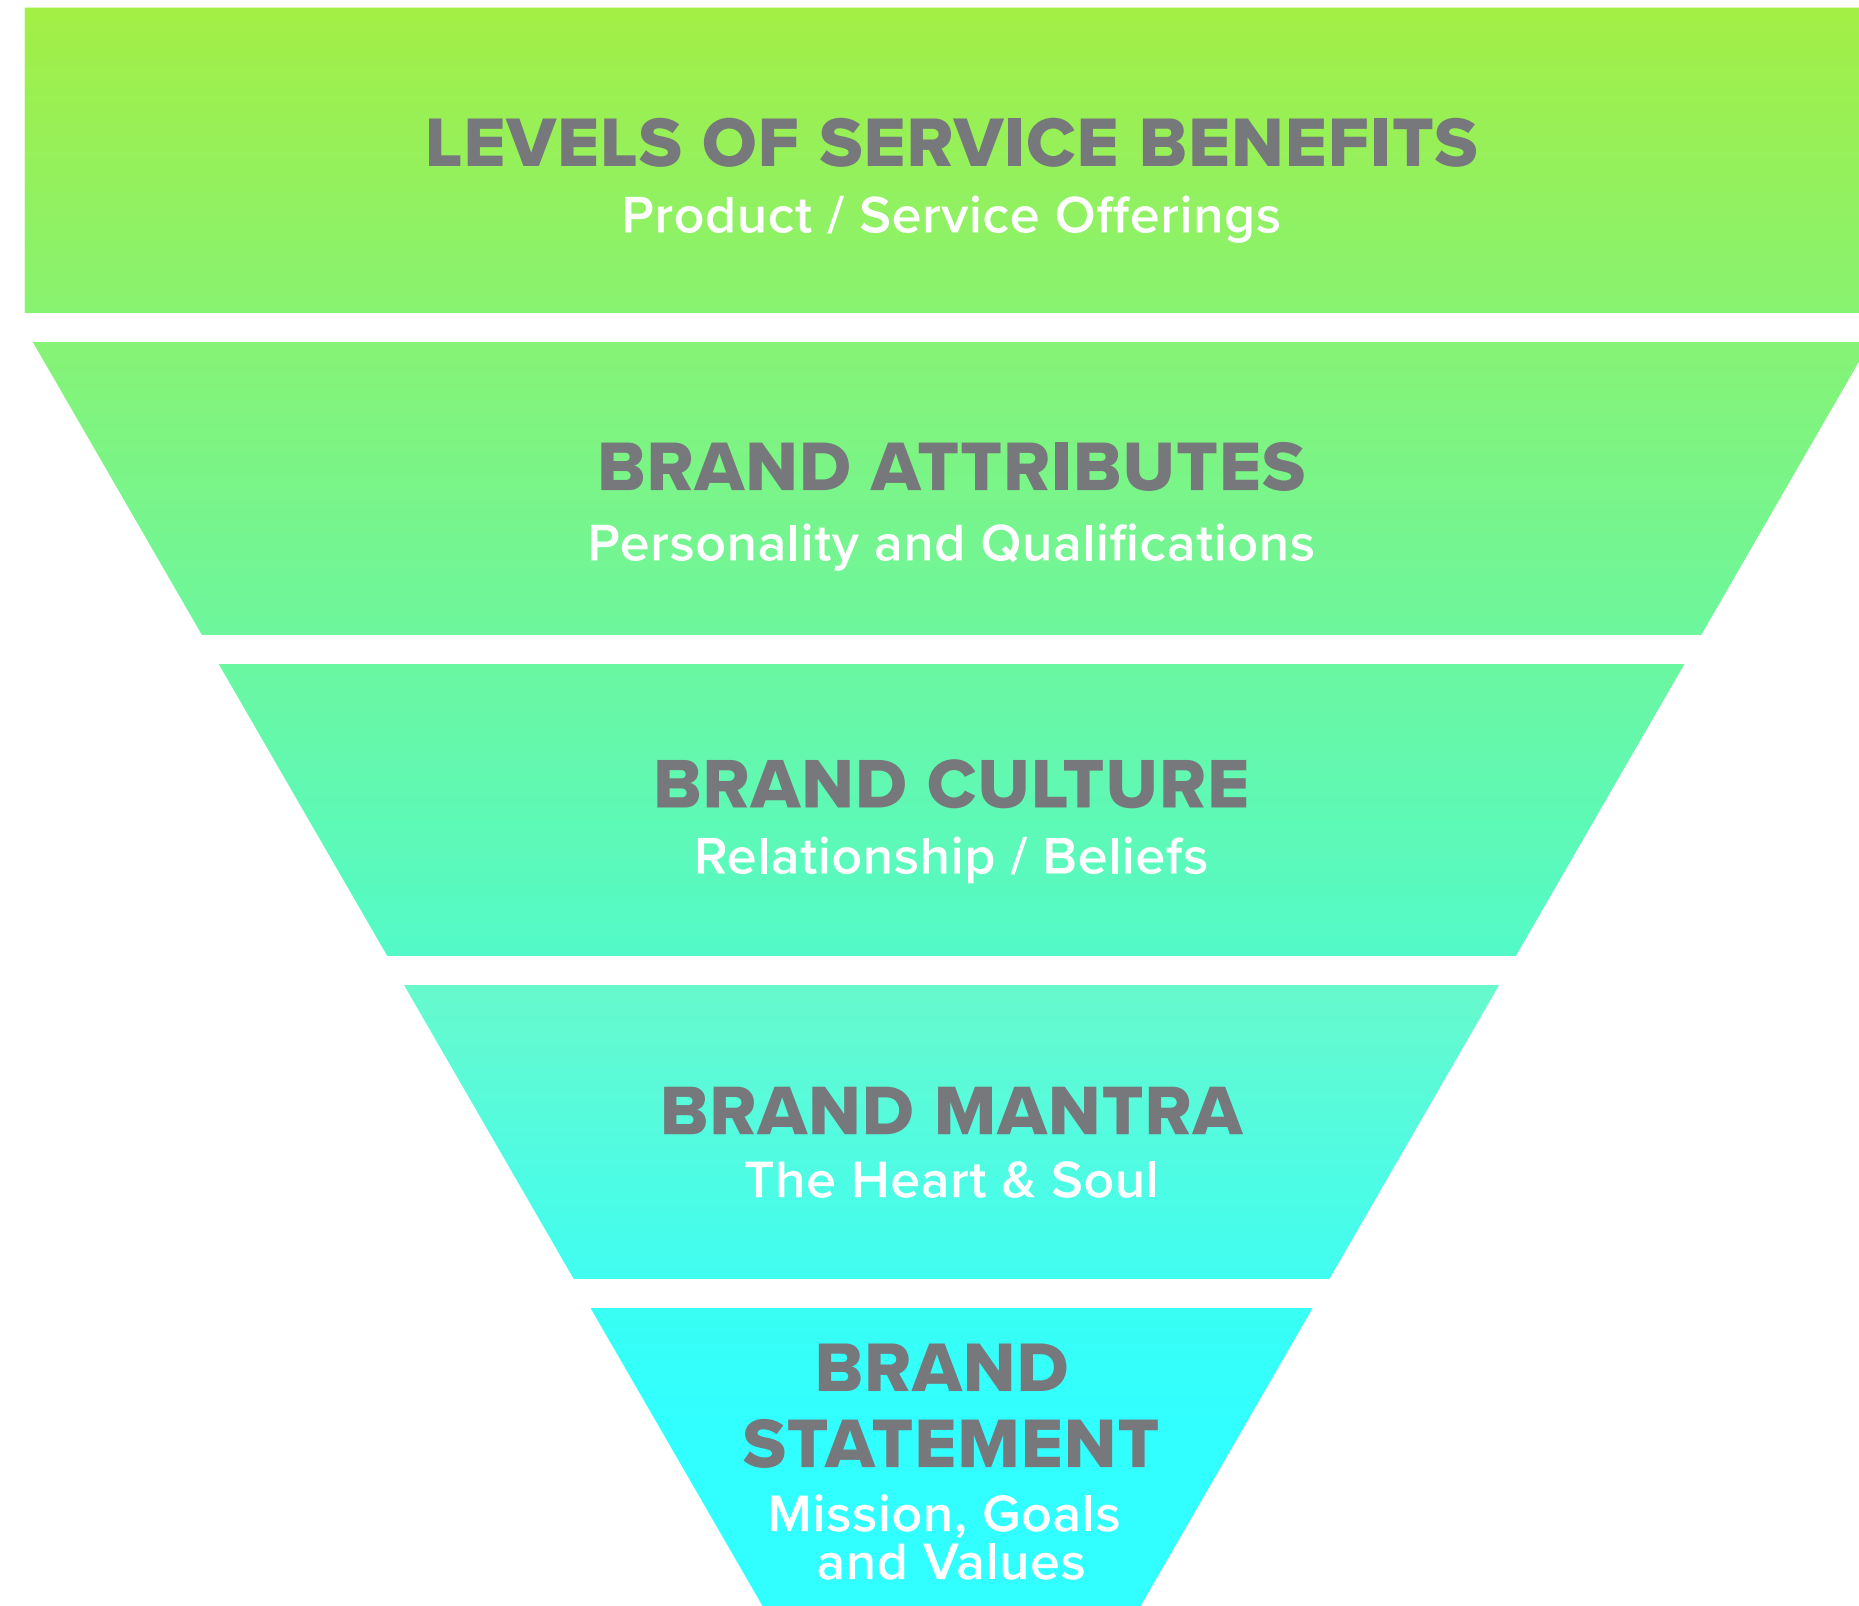 LEVELS OF SERVICE BENEFITS
Product / Service Offerings
BRAND ATTRIBUTES
Personality and Qualifications
BRAND CULTURE
Relationship / Beliefs
BRAND MANTRA
The Heart & Soul
BRAND
STATEMENT
Mission, Goals
and Values